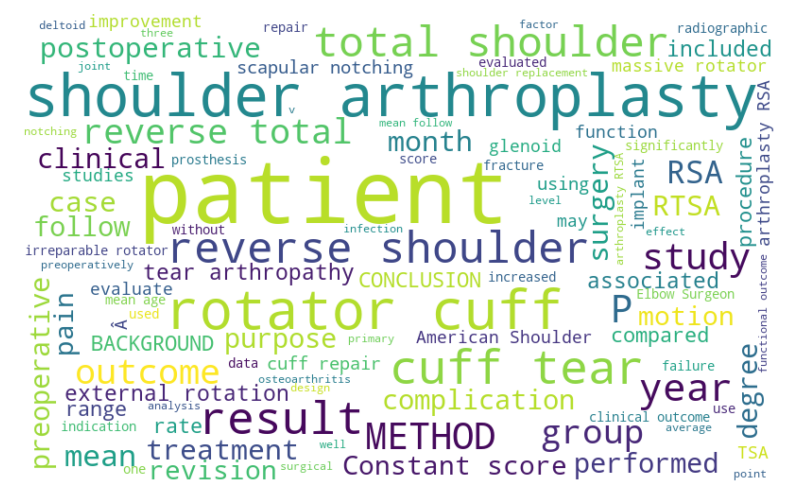 deltoid
improvement
three
joint
time
repair
factor
radiographic
postoperative
total shoulder
included
scapular notching
evaluated
shoulder replacement
massive rotator
shoulder arthroplasty
v
notching
reverse total
mean follow
month
glenoid
function
significantly
clinical
prosthesis
score
fracture
studies
using
RSA
case
patient
surgery
implant
RTSA
arthroplasty RTSA
procedure
arthroplasty RSA
follow
without
infection
level
may
irreparable rotator
reverse shoulder
study
effect
preoperatively
tear arthropathy
CONCLUSION
increased
associated
evaluate
mean age
rotator cuff
P
Elbow Surgeon
motion
used
Â
pain
preoperative
BACKGROUND
purpose
primary
American Shoulder
compared
functional outcome
outcome
data
cuff repair
cuff tear
failure
degree
osteoarthritis
design
external rotation
complication
year
range
analysis
result
clinical outcome
use
indication
rate
METHOD
group
average
mean
treatment
well
TSA
one
revision
surgical
Constant score
performed
point